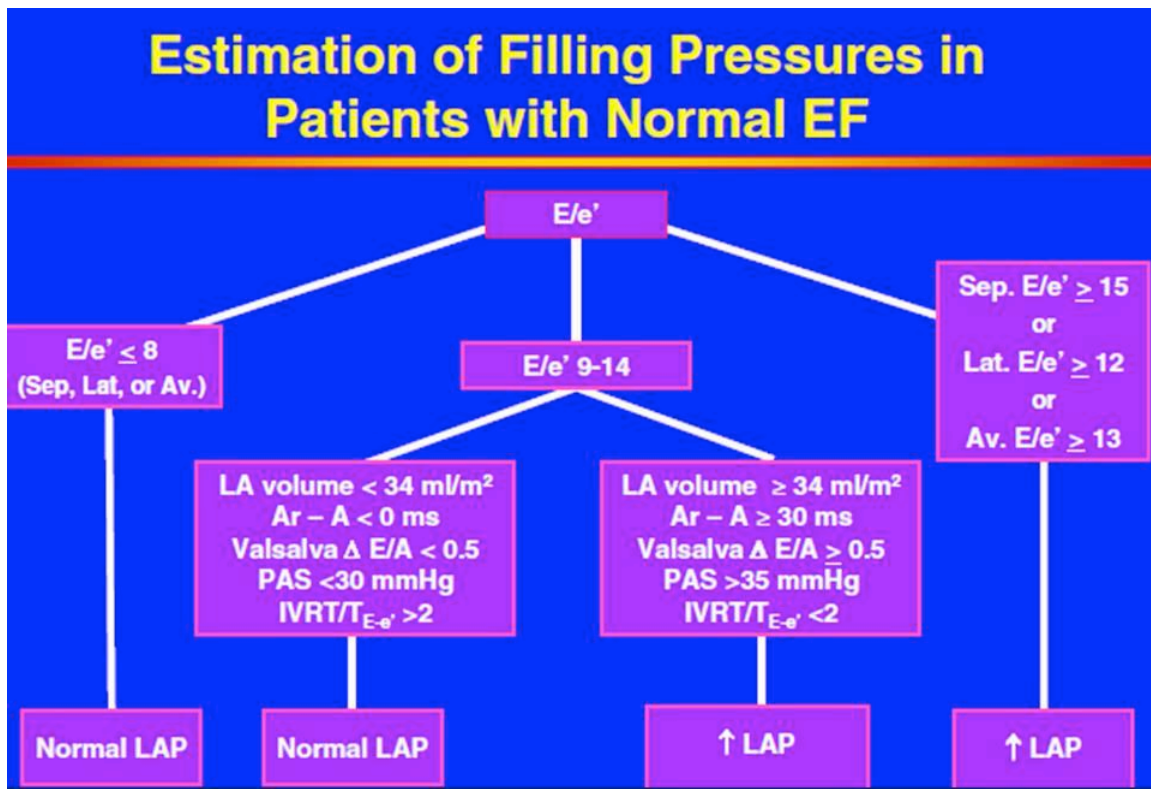 Estimation of Filling Pressures in
Patients with Normal EF
E/e’
E/e’ ≤ 8
(Sep, Lat, or Av.)
E/e’ 9-14
Sep. E/e’ ≥ 15
or
Lat. E/e’ ≥ 12
or
Av. E/e’ ≥ 13
LA volume < 34 ml/m²
Ar – A < 0 ms
Valsalva Δ E/A < 0.5
PAS <30 mmHg
IVRT/T_E-e’ >2
LA volume ≥ 34 ml/m²
Ar – A ≥ 30 ms
Valsalva Δ E/A ≥ 0.5
PAS >35 mmHg
IVRT/T_E-e’ <2
Normal LAP
Normal LAP
↑ LAP
↑ LAP